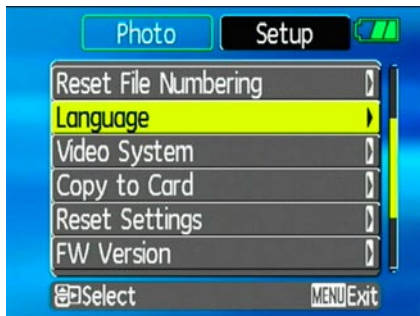 Photo Setup
Reset File Numbering
Language
Video System
Copy to Card
Reset Settings
FW Version
Select MENU Exit